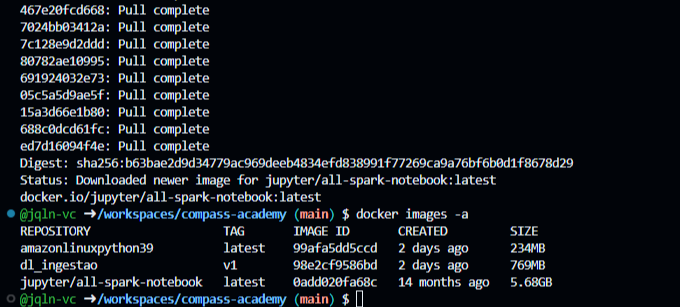 467e20fcd668: Pull complete
7024bb03412a: Pull complete
7c128e9d2ddd: Pull complete
80782ae10995: Pull complete
691924032e73: Pull complete
05c5a5d9ae5f: Pull complete
15a3d66e1b80: Pull complete
688c0dcd61fc: Pull complete
ed7d16094f4e: Pull complete
Digest: sha256:b63bae2d9d34779ac969deeb4834efd838991f77269ca9a76bf6b0d1f8678d29
Status: Downloaded newer image for jupyter/all-spark-notebook:latest
docker.io/jupyter/all-spark-notebook:latest
@jqln-vc ➜/workspaces/compass-academy (main) $ docker images -a
REPOSITORY TAG IMAGE ID CREATED SIZE
amazonlinuxpython39 latest 99afa5dd5ccd 2 days ago 234MB
dl_ingestao v1 98e2cf9586bd 2 days ago 769MB
jupyter/all-spark-notebook latest 0add020fa68c 14 months ago 5.68GB
@jqln-vc ➜/workspaces/compass-academy (main) $